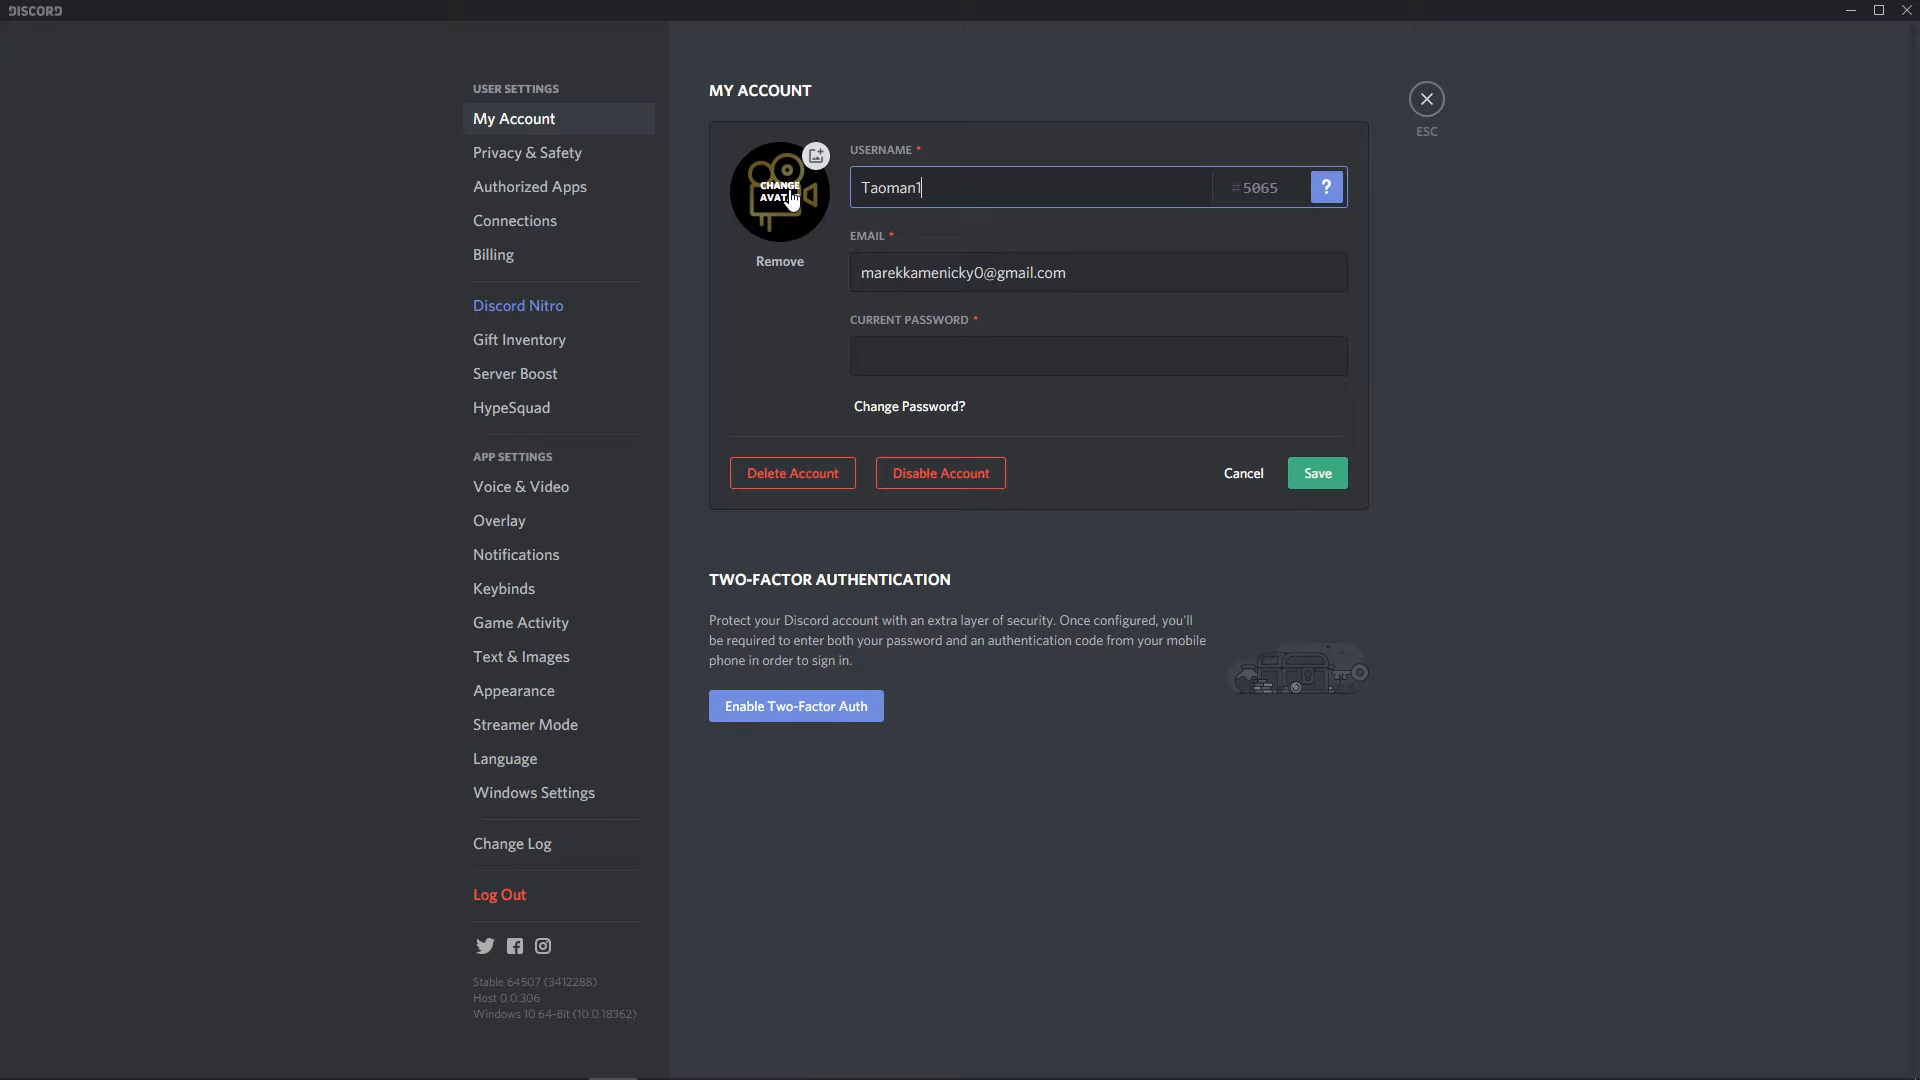 DISCORD
USER SETTINGS
My Account
Privacy & Safety
Authorized Apps
Connections
Billing
Discord Nitro
Gift Inventory
Server Boost
HypeSquad
APP SETTINGS
Voice & Video
Overlay
Notifications
Keybinds
Game Activity
Text & Images
Appearance
Streamer Mode
Language
Windows Settings
Change Log
Log Out
Stable 64507 (3412288)
Host 0.0.306
Windows 10 64-Bit (10.0.18362)
MY ACCOUNT
ESC
CHANGE
Remove
USERNAME *
Taoman1
#5065
?
EMAIL *
marekkamenicky0@gmail.com
CURRENT PASSWORD *
Change Password?
Delete Account
Disable Account
Cancel
Save
TWO-FACTOR AUTHENTICATION
Protect your Discord account with an extra layer of security. Once configured, you'll
be required to enter both your password and an authentication code from your mobile
phone in order to sign in.
Enable Two-Factor Auth